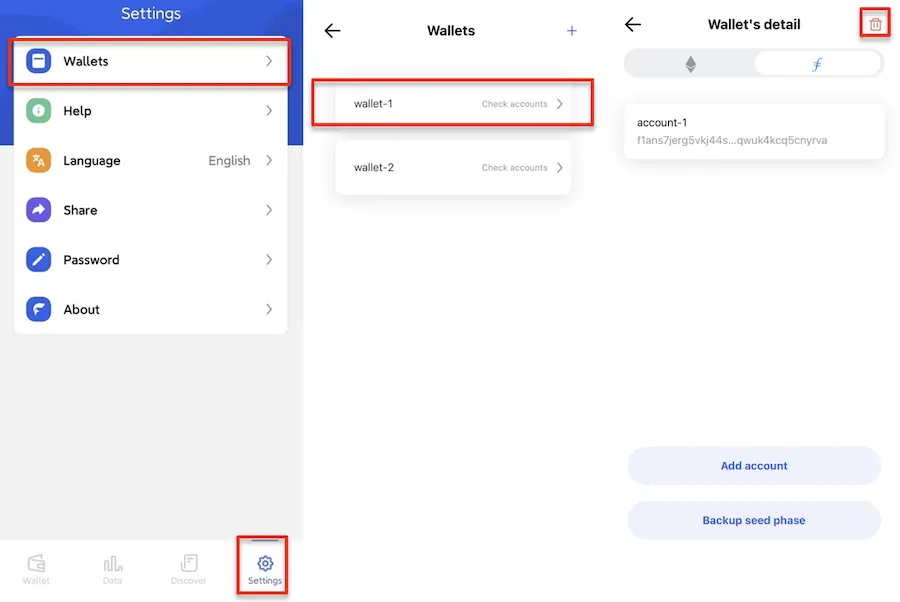 Settings
Wallets
Help
Language English
Share
Password
About
Wallet Data Discover Settings
Wallets
wallet-1 Check accounts
wallet-2 Check accounts
Wallet's detail
account-1
f1ans7jerg5vkj44s...qwuk4kcq5cnyrva
Add account
Backup seed phase